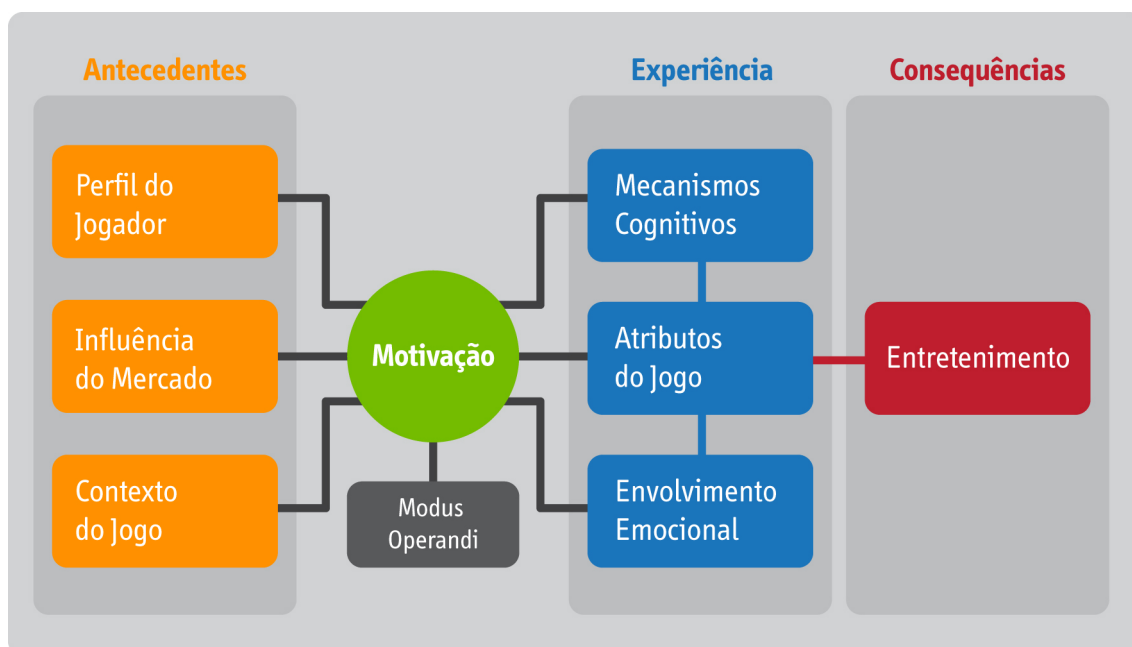 Antecedentes
Experiência
Consequências
Perfil do
Jogador
Influência
do Mercado
Contexto
do Jogo
Motivação
Modus
Operandi
Mecanismos
Cognitivos
Atributos
do Jogo
Envolvimento
Emocional
Entretenimento